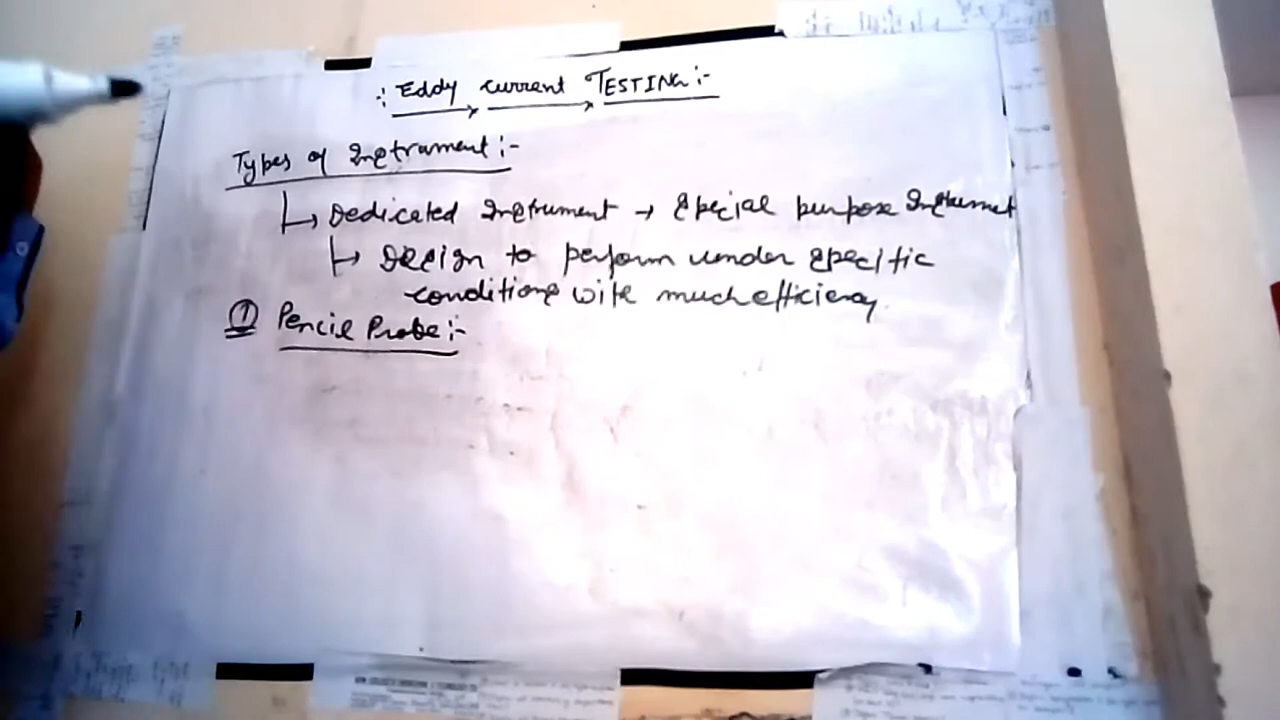 :- Eddy current TESTING :-
Types of Instrument :-
↳ Dedicated Instrument → Special purpose Instrument
↳ Design to perform under specific
conditions with much efficiency.
① Pencil Probe :-